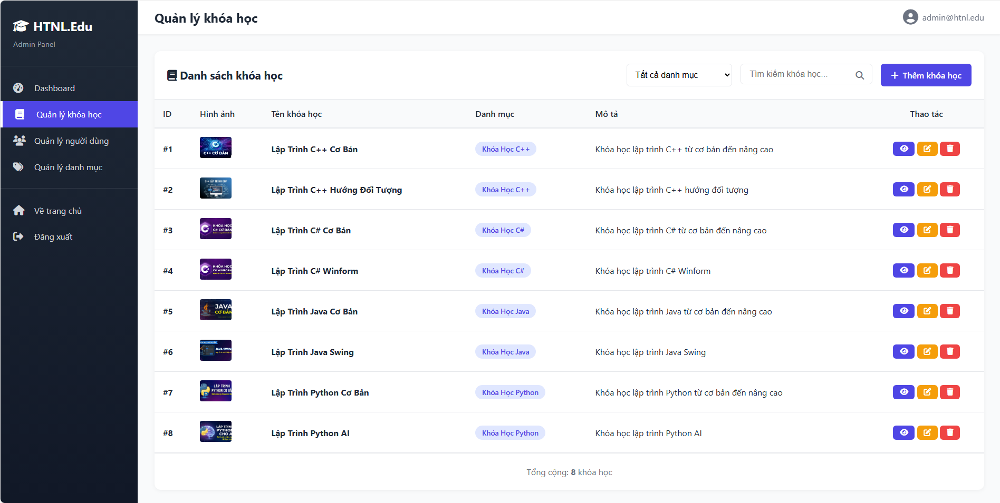 HTNL.Edu
Admin Panel
Dashboard
Quản lý khóa học
Quản lý người dùng
Quản lý danh mục
Về trang chủ
Đăng xuất
Quản lý khóa học
admin@htnl.edu
Danh sách khóa học
Tất cả danh mục
Tìm kiếm khóa học...
Thêm khóa học
ID Hình ảnh Tên khóa học Danh mục Mô tả Thao tác
#1 C++ CƠ BẢN Lập Trình C++ Cơ Bản Khóa Học C++ Khóa học lập trình C++ từ cơ bản đến nâng cao
#2 C++ LẬP TRÌNH OOP Lập Trình C++ Hướng Đối Tượng Khóa Học C++ Khóa học lập trình C++ hướng đối tượng
#3 KHÓA HỌC C# CƠ BẢN Lập Trình C# Cơ Bản Khóa Học C# Khóa học lập trình C# từ cơ bản đến nâng cao
#4 KHÓA HỌC C# WINFORM Lập Trình C# Winform Khóa Học C# Khóa học lập trình C# Winform
#5 JAVA CƠ BẢN Lập Trình Java Cơ Bản Khóa Học Java Khóa học lập trình Java từ cơ bản đến nâng cao
#6 JAVA SWING Lập Trình Java Swing Khóa Học Java Khóa học lập trình Java Swing
#7 LẬP TRÌNH PYTHON CƠ BẢN Lập Trình Python Cơ Bản Khóa Học Python Khóa học lập trình Python từ cơ bản đến nâng cao
#8 LẬP TRÌNH PYTHON CHO A Lập Trình Python AI Khóa Học Python Khóa học lập trình Python AI
Tổng cộng: 8 khóa học